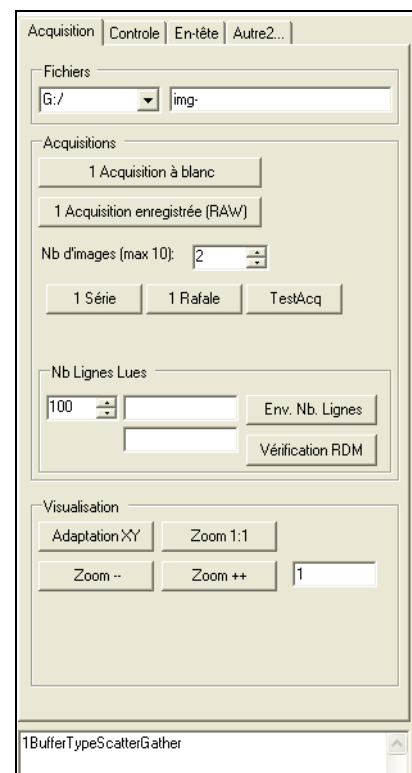 Acquisition Controle En-tête Autre2...
Fichiers
G:/ img-
Acquisitions
1 Acquisition à blanc
1 Acquisition enregistrée (RAW)
Nb d'images (max 10): 2
1 Série 1 Rafale TestAcq
Nb Lignes Lues
100 Env. Nb. Lignes
Vérification RDM
Visualisation
Adaptation XY Zoom 1:1
Zoom -- Zoom ++ 1
1BufferTypeScatterGather